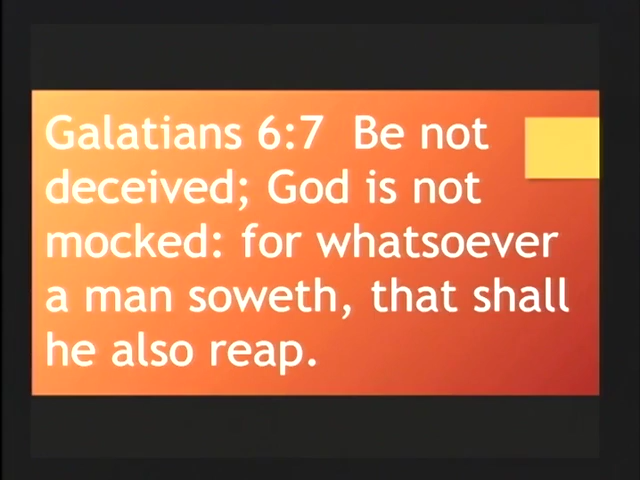 Galatians 6:7  Be not
deceived; God is not
mocked: for whatsoever
a man soweth, that shall
he also reap.